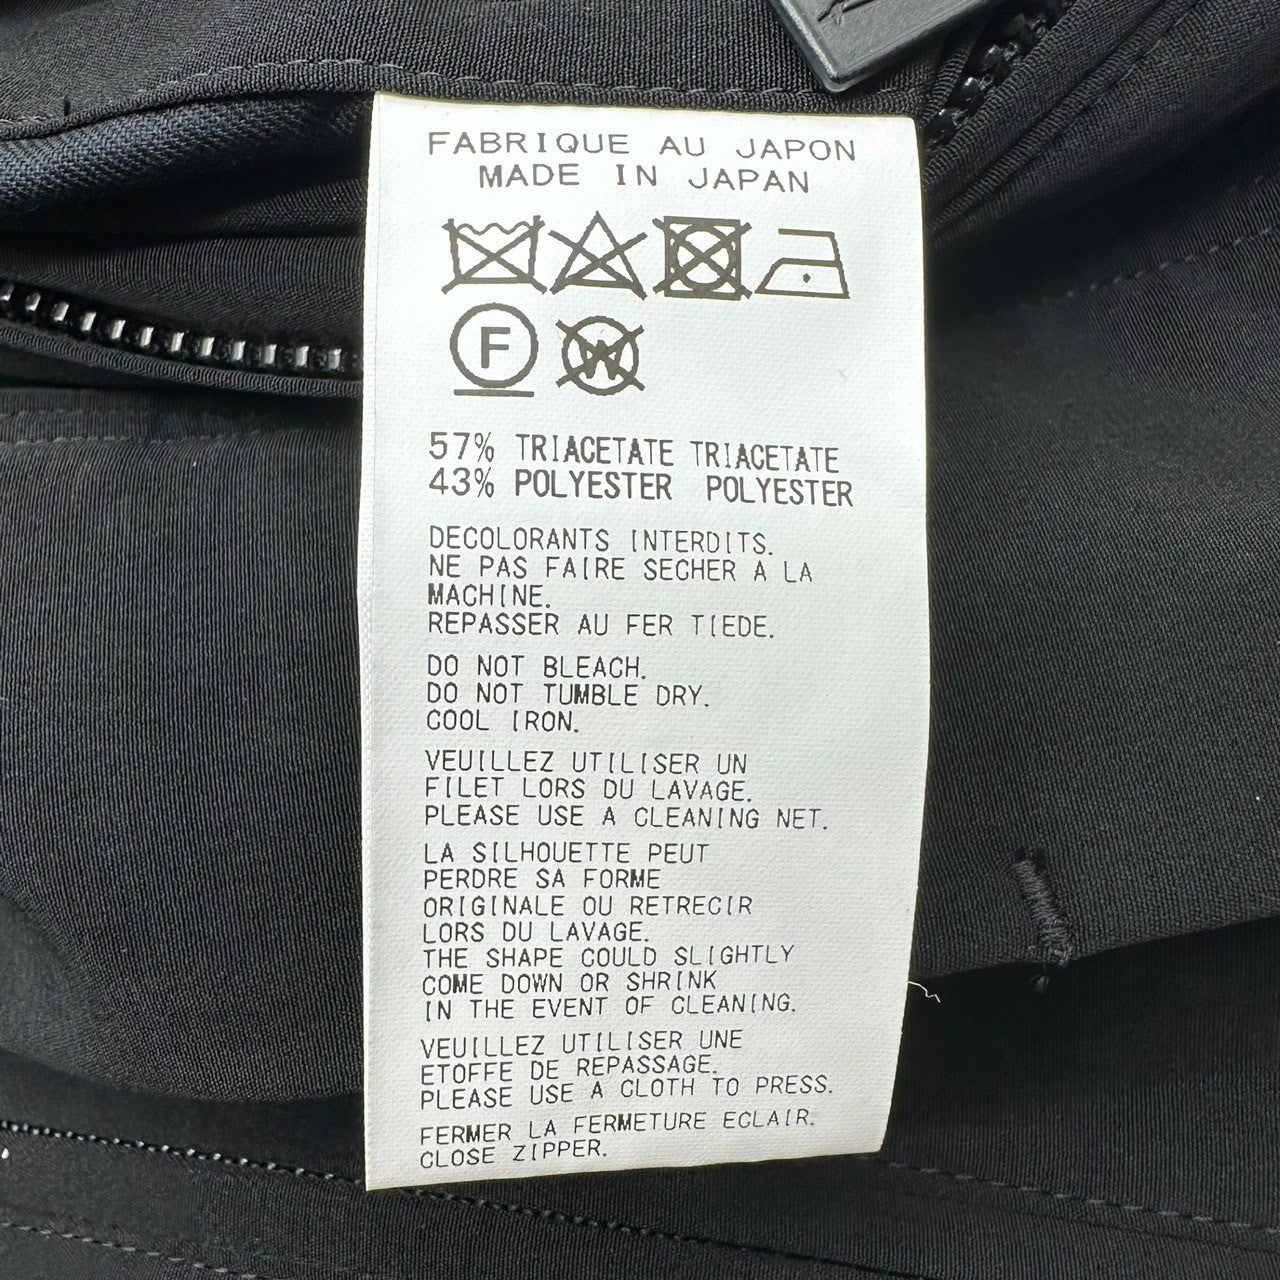 FABRIQUE AU JAPON
MADE IN JAPAN
F
W
57% TRIACETATE TRIACETATE
43% POLYESTER POLYESTER
DECOLORANTS INTERDITS.
NE PAS FAIRE SECHER A LA
MACHINE.
REPASSER AU FER TIEDE.
DO NOT BLEACH.
DO NOT TUMBLE DRY.
COOL IRON.
VEUILLEZ UTILISER UN
FILET LORS DU LAVAGE.
PLEASE USE A CLEANING NET.
LA SILHOUETTE PEUT
PERDRE SA FORME
ORIGINALE OU RETRECIR
LORS DU LAVAGE.
THE SHAPE COULD SLIGHTLY
COME DOWN OR SHRINK
IN THE EVENT OF CLEANING.
VEUILLEZ UTILISER UNE
ETOFFE DE REPASSAGE.
PLEASE USE A CLOTH TO PRESS.
FERMER LA FERMETURE ECLAIR.
CLOSE ZIPPER.